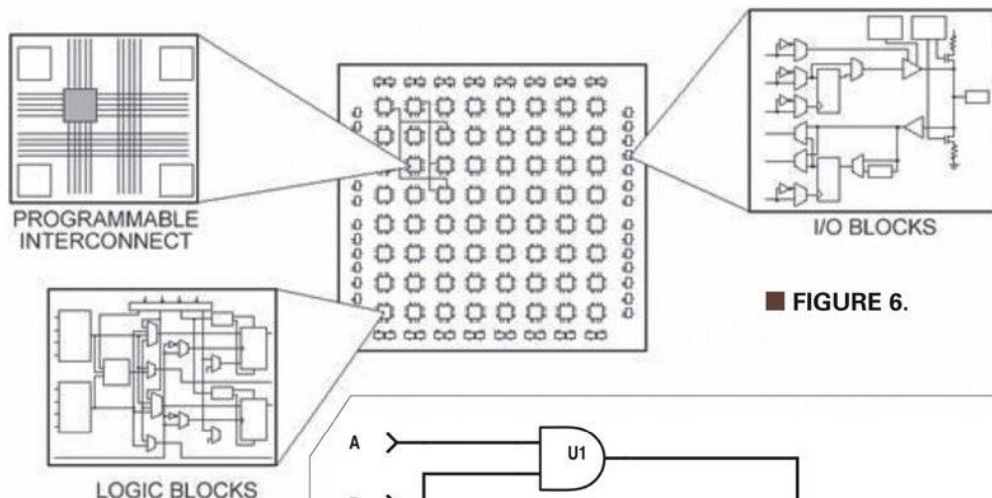 PROGRAMMABLE
INTERCONNECT
I/O BLOCKS
FIGURE 6.
LOGIC BLOCKS
A
U1